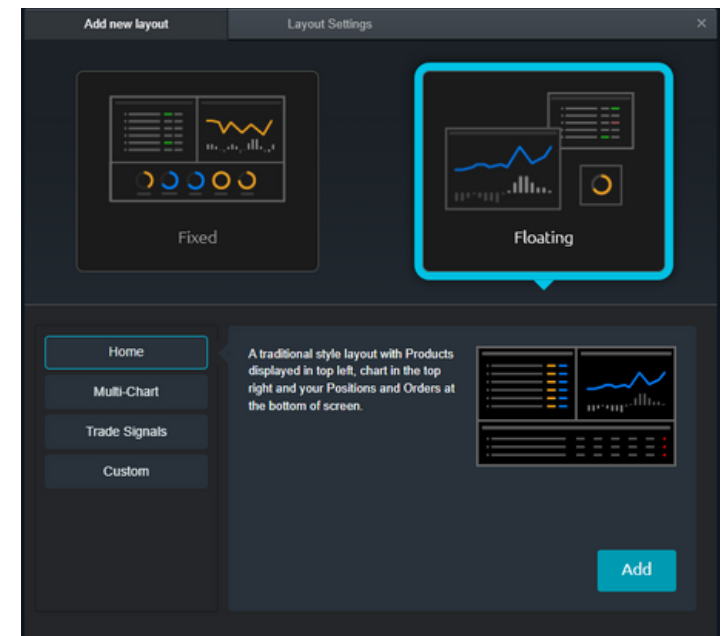 Add new layout
Layout Settings
×
Fixed
Floating
Home
Multi-Chart
Trade Signals
Custom
A traditional style layout with Products
displayed in top left, chart in the top
right and your Positions and Orders at
the bottom of screen.
Add